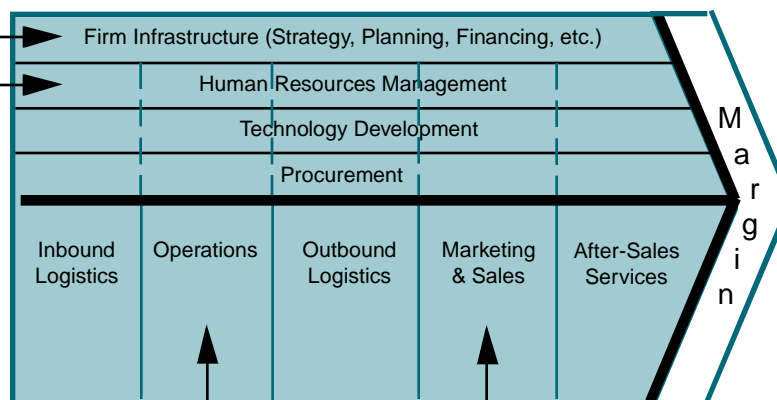 Firm Infrastructure (Strategy, Planning, Financing, etc.)
Human Resources Management
Technology Development
Procurement
Inbound
Logistics
Operations
Outbound
Logistics
Marketing
& Sales
After-Sales
Services
Margin